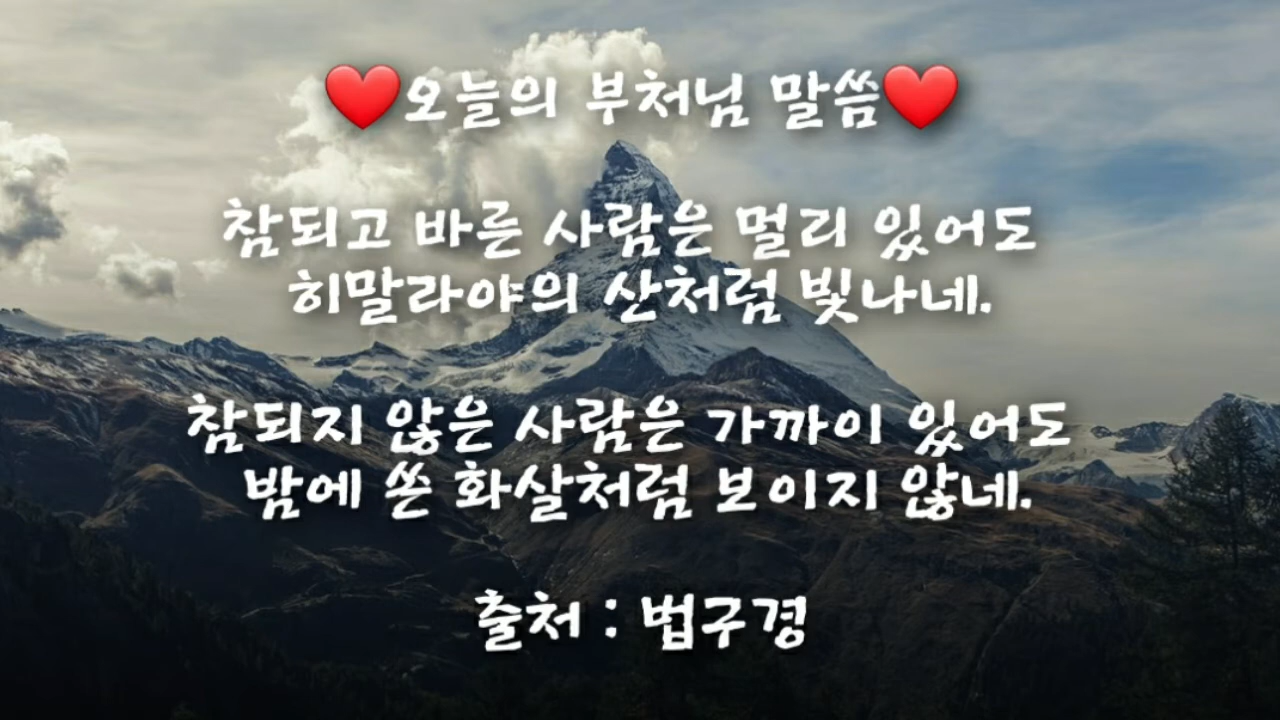 ❤️오늘의 부처님 말씀❤️
참되고 바른 사람은 멀리 있어도
히말라야의 산처럼 빛나네.
참되지 않은 사람은 가까이 있어도
밤에 쏜 화살처럼 보이지 않네.
출처 : 법구경